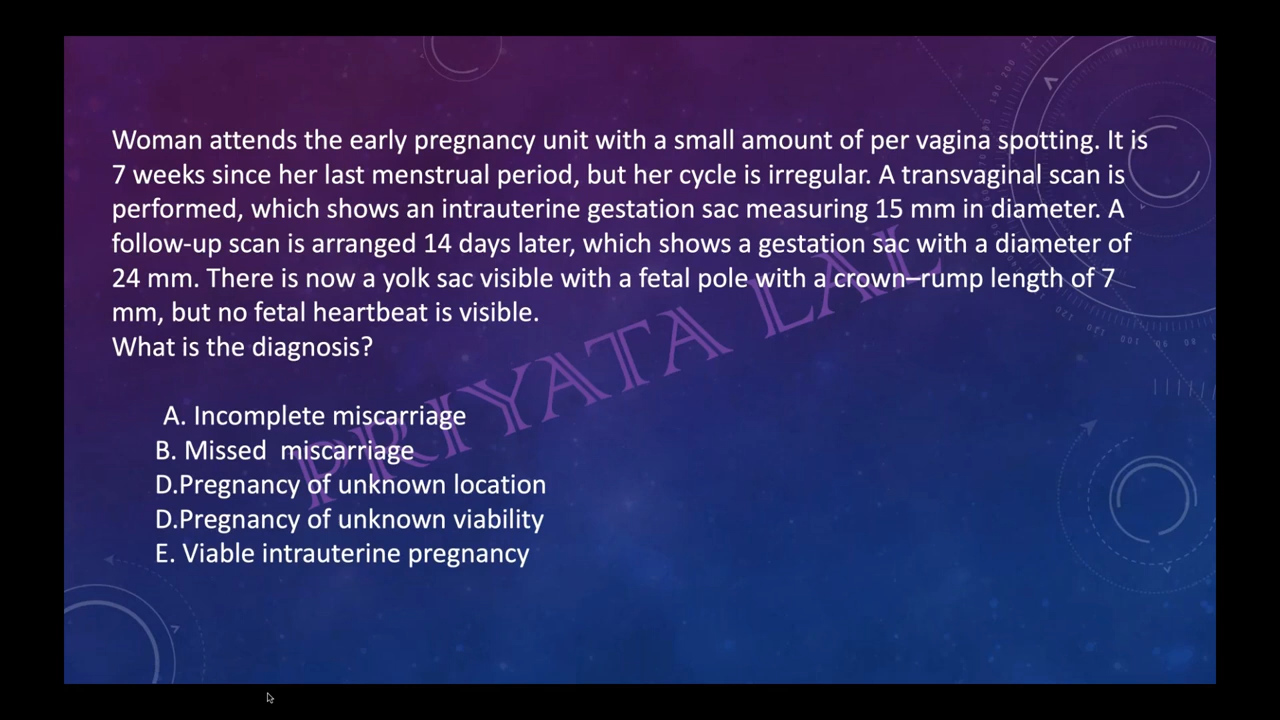 Woman attends the early pregnancy unit with a small amount of per vagina spotting. It is
7 weeks since her last menstrual period, but her cycle is irregular. A transvaginal scan is
performed, which shows an intrauterine gestation sac measuring 15 mm in diameter. A
follow-up scan is arranged 14 days later, which shows a gestation sac with a diameter of
24 mm. There is now a yolk sac visible with a fetal pole with a crown–rump length of 7
mm, but no fetal heartbeat is visible.
What is the diagnosis?
A. Incomplete miscarriage
B. Missed  miscarriage
D.Pregnancy of unknown location
D.Pregnancy of unknown viability
E. Viable intrauterine pregnancy
PRIYATA LAL